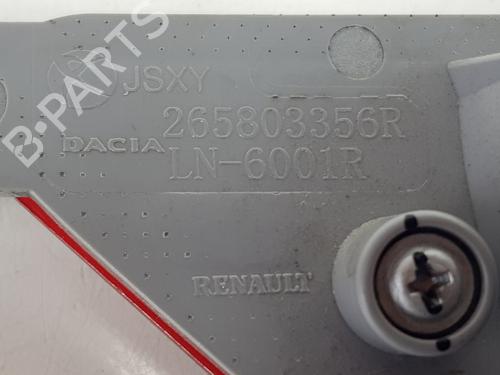 B-PARTS
JSXY
265803356R
DACIA LN-6001R
RENAULT